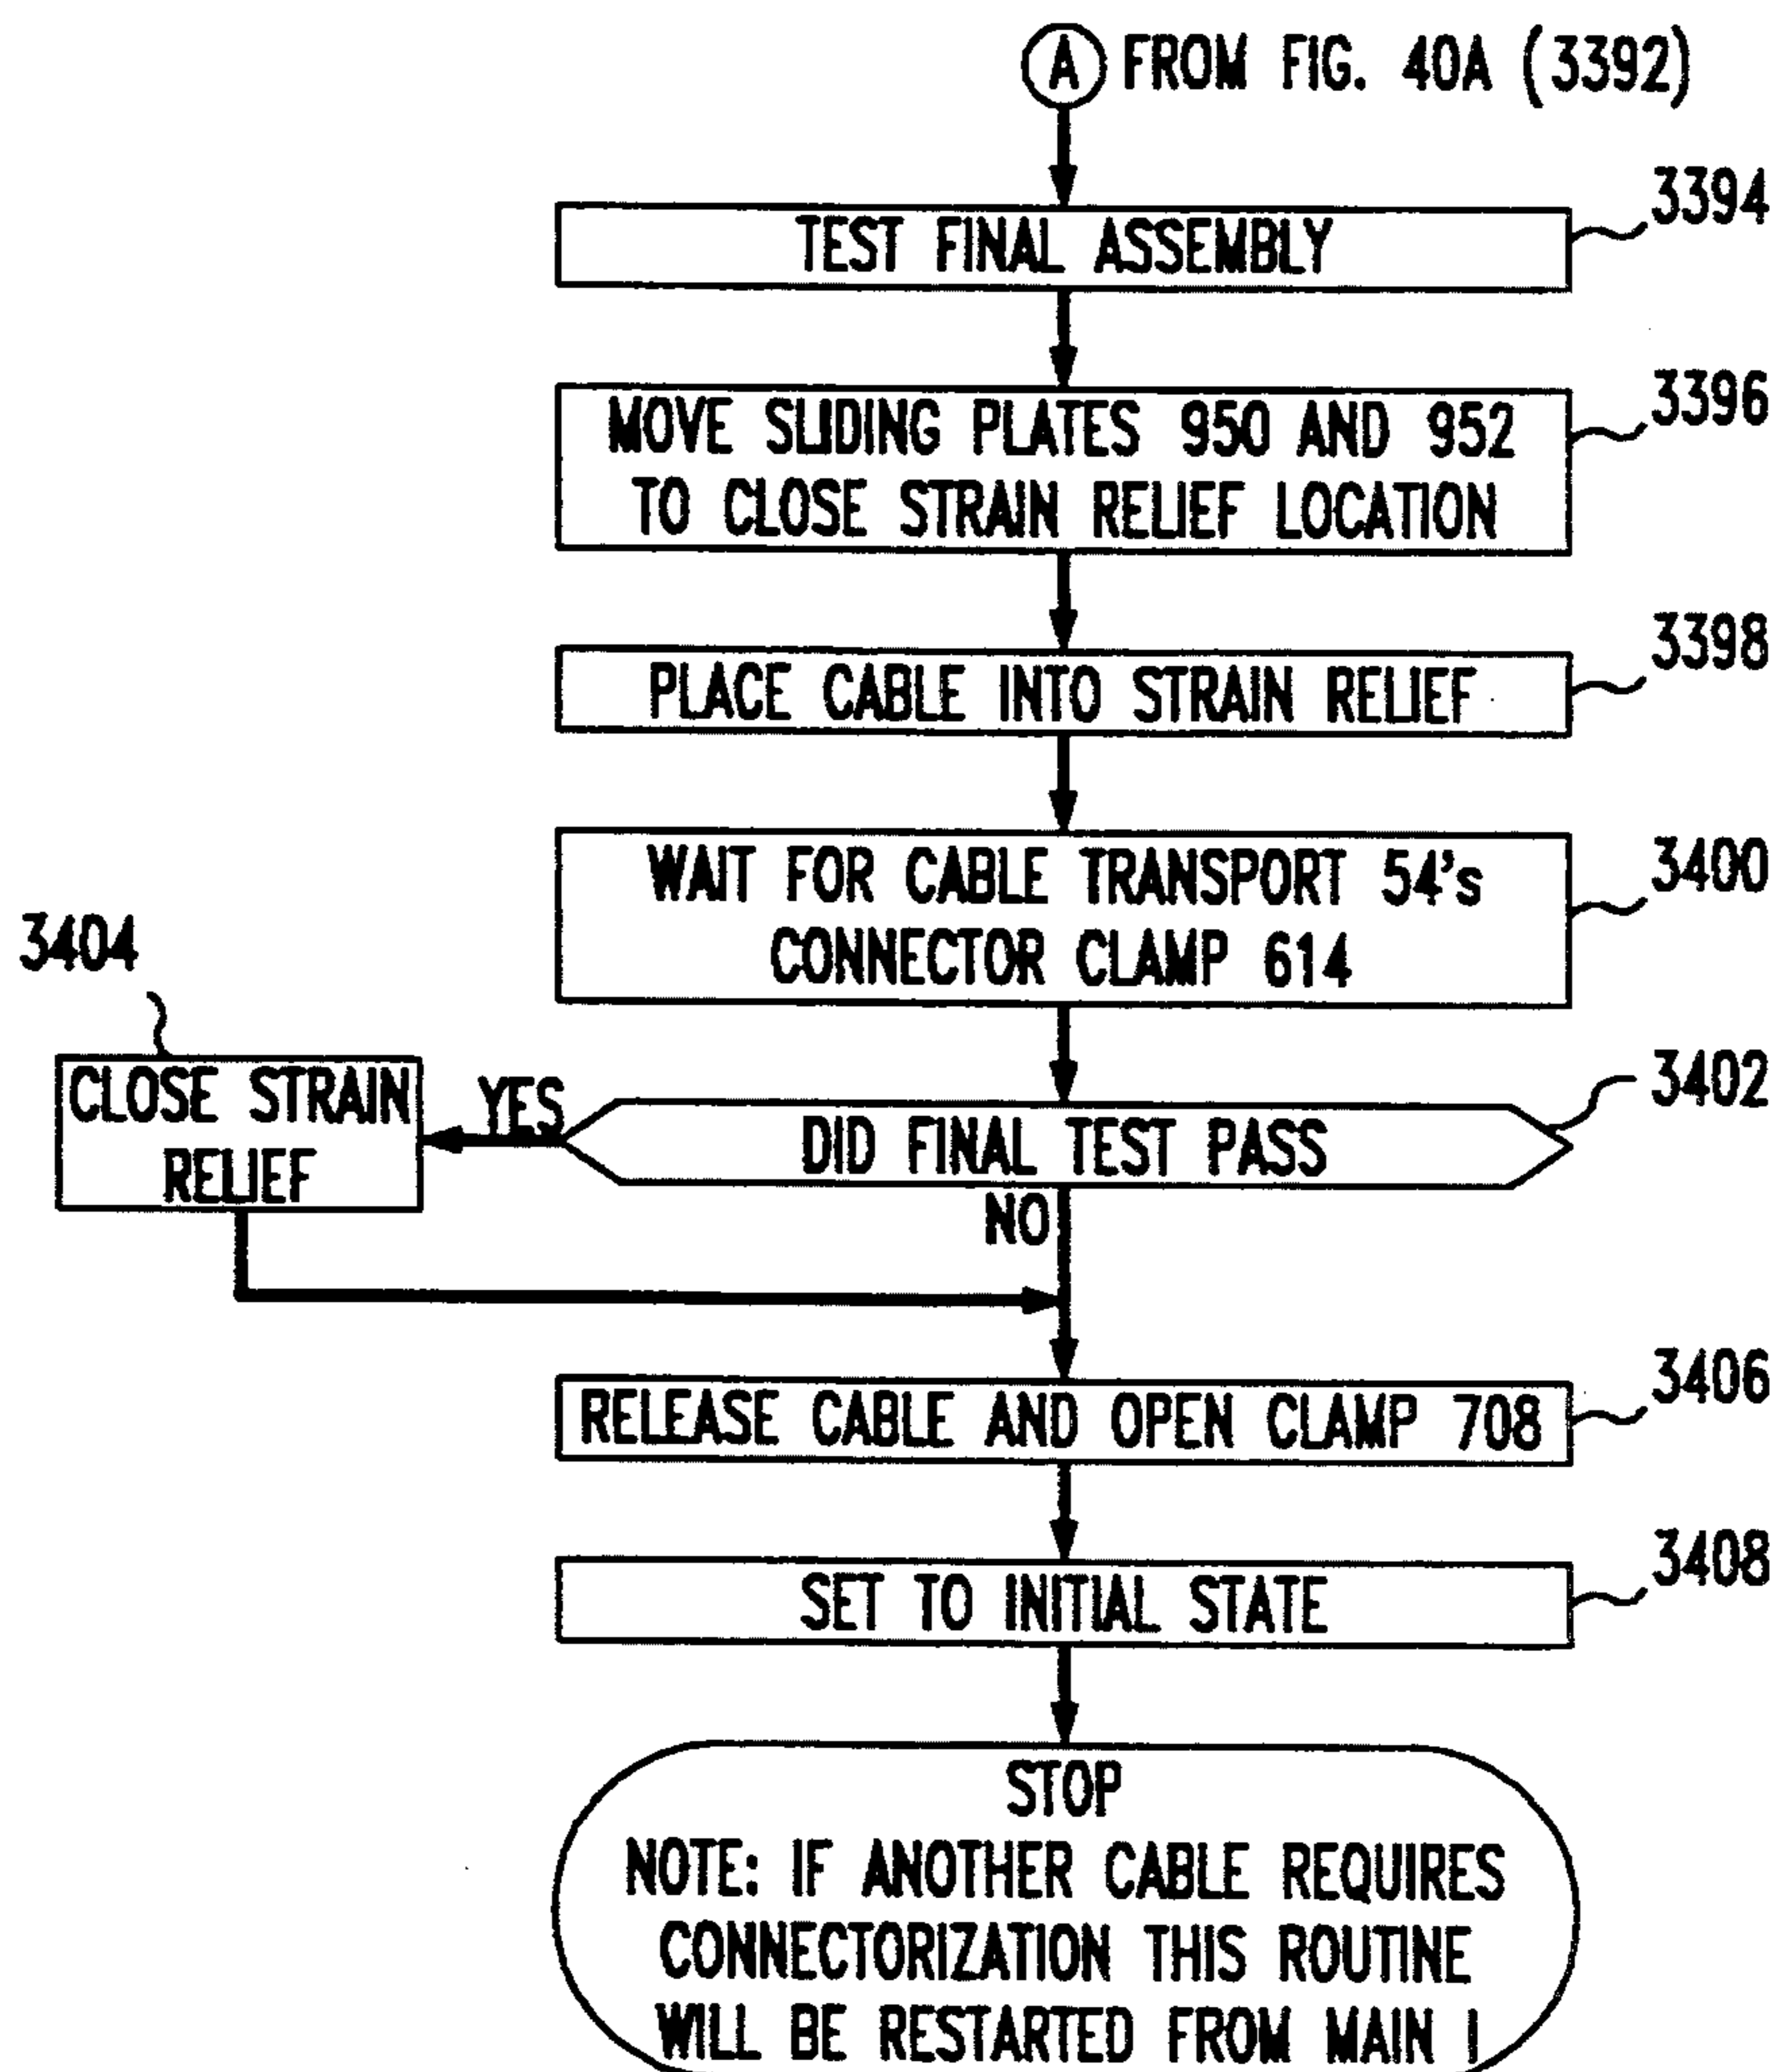 A FROM FIG. 40A (3392)
3394
TEST FINAL ASSEMBLY
3396
MOVE SLIDING PLATES 950 AND 952
TO CLOSE STRAIN RELIEF LOCATION
3398
PLACE CABLE INTO STRAIN RELIEF
3400
WAIT FOR CABLE TRANSPORT 54's
CONNECTOR CLAMP 614
3404
CLOSE STRAIN
RELIEF
YES
3402
DID FINAL TEST PASS
NO
3406
RELEASE CABLE AND OPEN CLAMP 708
3408
SET TO INITIAL STATE
STOP
NOTE: IF ANOTHER CABLE REQUIRES
CONNECTORIZATION THIS ROUTINE
WILL BE RESTARTED FROM MAIN I